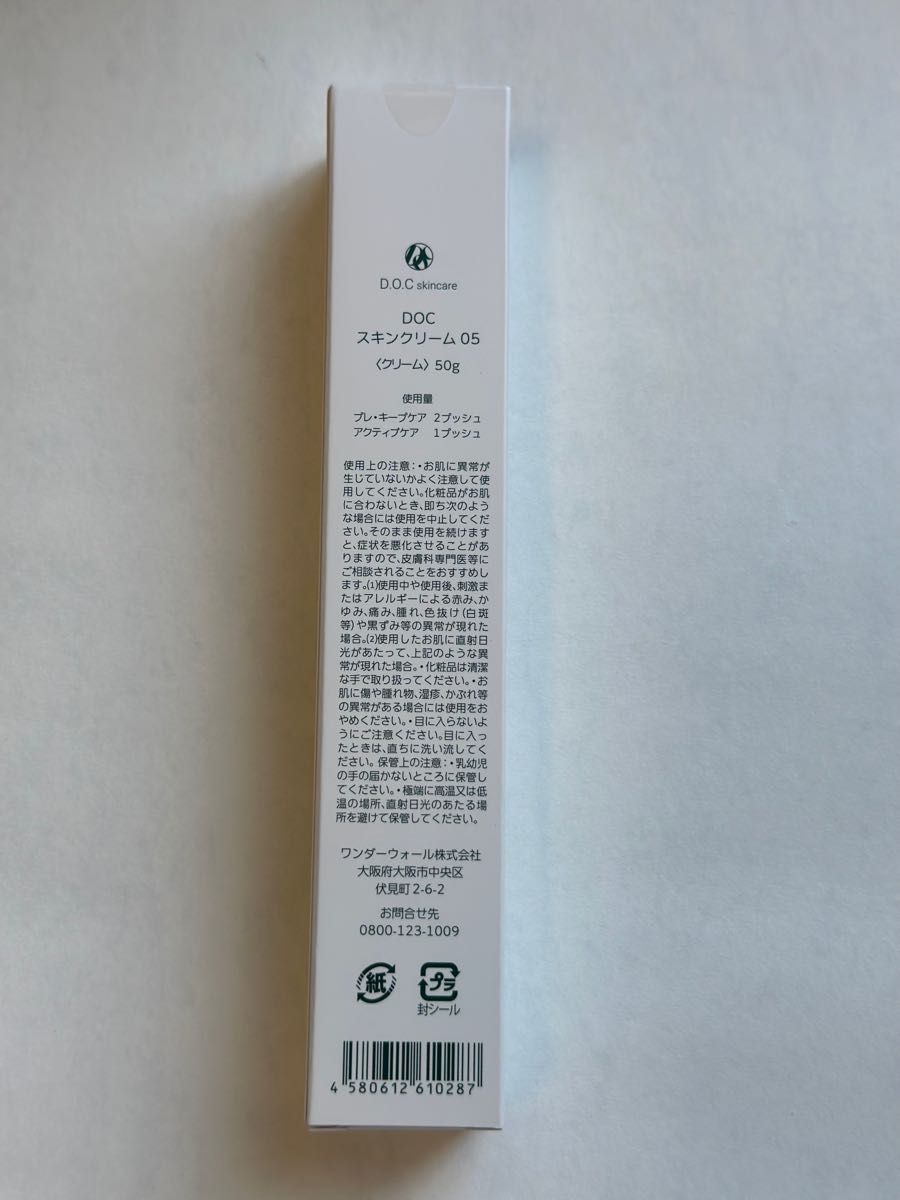 D.O.C skincare
DOC
スキンクリーム 05
〈クリーム〉 50g
使用量
プレ・キープケア 2プッシュ
アクティブケア 1プッシュ
使用上の注意：・お肌に異常が
生じていないかよく注意して使
用してください。化粧品がお肌
に合わないとき、即ち次のよう
な場合には使用を中止してくだ
さい。そのまま使用を続けます
と、症状を悪化させることがあ
りますので、皮膚科専門医等に
ご相談されることをおすすめし
ます。(1)使用中や使用後、刺激ま
たはアレルギーによる赤み、か
ゆみ、痛み、腫れ、色抜け(白斑
等)や黒ずみ等の異常が現れた
場合。(2)使用したお肌に直射日
光があたって、上記のような異
常が現れた場合。・化粧品は清潔
な手で取り扱ってください。・お
肌に傷や腫れ物、湿疹、かぶれ等
の異常がある場合には使用をお
やめください。・目に入らないよ
うにご注意ください。目に入っ
たときは、直ちに洗い流してく
ださい。保管上の注意：・乳幼児
の手の届かないところに保管し
てください。・極端に高温又は低
温の場所、直射日光のあたる場
所を避けて保管してください。
ワンダーウォール株式会社
大阪府大阪市中央区
伏見町 2-6-2
お問合せ先
0800-123-1009
紙 プラ
封シール
4 580612 610287